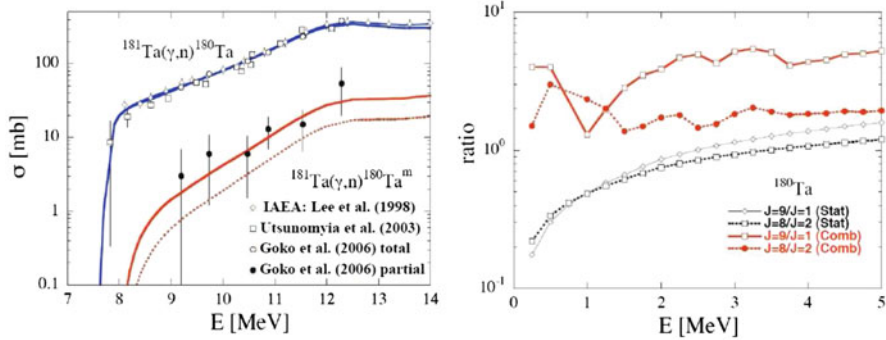 ¹⁸¹Ta(γ,n)¹⁸⁰Ta
σ [mb]
100
10
1
0.1
¹⁸¹Ta(γ,n)¹⁸⁰Taᵐ
IAEA: Lee et al. (1998)
Utsunomyia et al. (2003)
Goko et al. (2006) total
Goko et al. (2006) partial
7 8 9 10 11 12 13 14
E [MeV]
10¹
ratio
10⁰
10⁻¹
¹⁸⁰Ta
J=9/J=1 (Stat)
J=8/J=2 (Stat)
J=9/J=1 (Comb)
J=8/J=2 (Comb)
0 1 2 3 4 5
E [MeV]